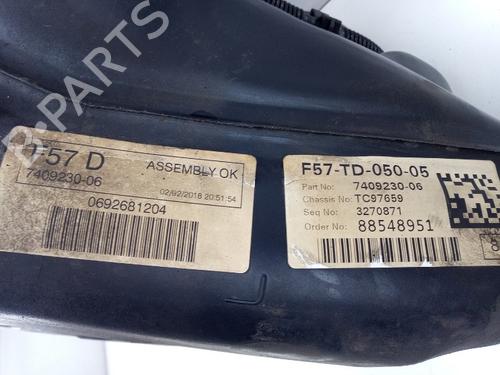 B-PARTS
F57 D
ASSEMBLY OK
7409230-06
02/02/2018 20:51:54
0692681204
F57-TD-050-05
Part No: 7409230-06
Chassis No: TC97659
Seq No: 3270871
Order No: 88548951